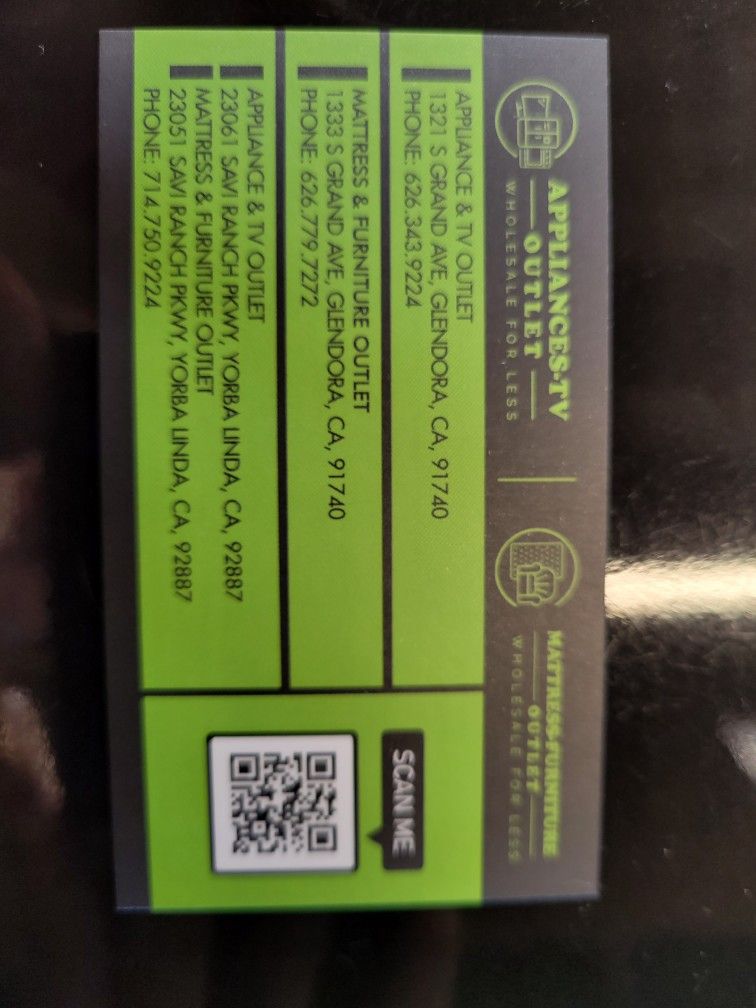 APPLIANCES-TV
OUTLET
WHOLESALE FOR LESS
MATTRESS-FURNITURE
OUTLET
WHOLESALE FOR LESS
APPLIANCE & TV OUTLET
1321 S GRAND AVE, GLENDORA, CA, 91740
PHONE: 626.343.9224
MATTRESS & FURNITURE OUTLET
1333 S GRAND AVE, GLENDORA, CA, 91740
PHONE: 626.779.7272
APPLIANCE & TV OUTLET
23061 SAVI RANCH PKWY, YORBA LINDA, CA, 92887
MATTRESS & FURNITURE OUTLET
23051 SAVI RANCH PKWY, YORBA LINDA, CA, 92887
PHONE: 714.750.9224
SCAN ME